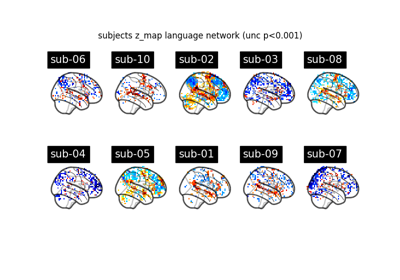 subjects z_map language network (unc p<0.001)
sub-06 sub-10 sub-02 sub-03 sub-08
sub-04 sub-05 sub-01 sub-09 sub-07